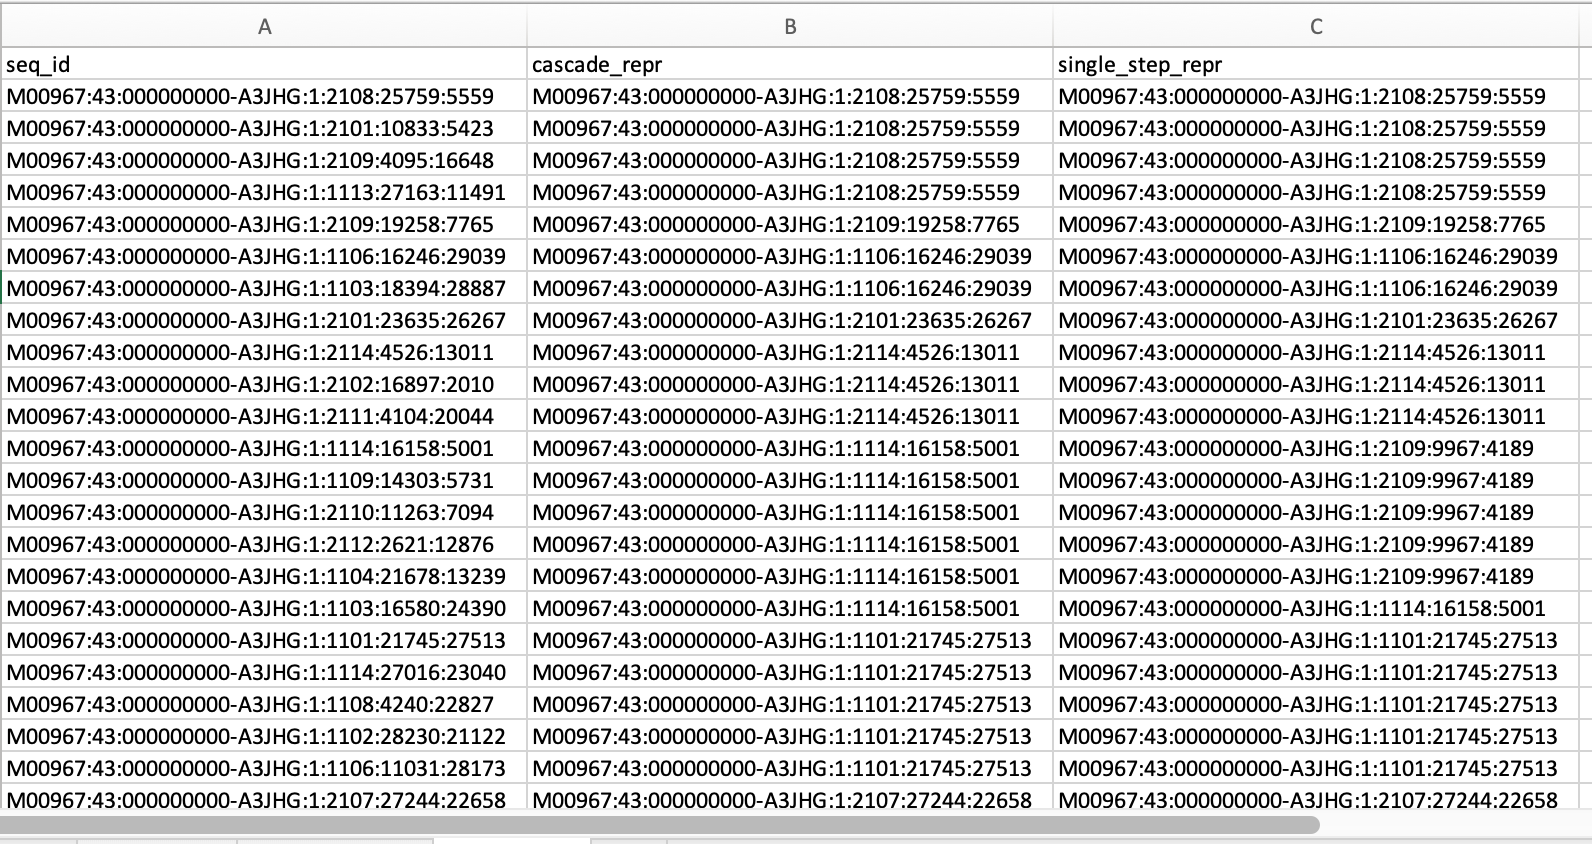 A B C
seq_id cascade_repr single_step_repr
M00967:43:000000000-A3JHG:1:2108:25759:5559 M00967:43:000000000-A3JHG:1:2108:25759:5559 M00967:43:000000000-A3JHG:1:2108:25759:5559
M00967:43:000000000-A3JHG:1:2101:10833:5423 M00967:43:000000000-A3JHG:1:2108:25759:5559 M00967:43:000000000-A3JHG:1:2108:25759:5559
M00967:43:000000000-A3JHG:1:2109:4095:16648 M00967:43:000000000-A3JHG:1:2108:25759:5559 M00967:43:000000000-A3JHG:1:2108:25759:5559
M00967:43:000000000-A3JHG:1:1113:27163:11491 M00967:43:000000000-A3JHG:1:2108:25759:5559 M00967:43:000000000-A3JHG:1:2108:25759:5559
M00967:43:000000000-A3JHG:1:2109:19258:7765 M00967:43:000000000-A3JHG:1:2109:19258:7765 M00967:43:000000000-A3JHG:1:2109:19258:7765
M00967:43:000000000-A3JHG:1:1106:16246:29039 M00967:43:000000000-A3JHG:1:1106:16246:29039 M00967:43:000000000-A3JHG:1:1106:16246:29039
M00967:43:000000000-A3JHG:1:1103:18394:28887 M00967:43:000000000-A3JHG:1:1106:16246:29039 M00967:43:000000000-A3JHG:1:1106:16246:29039
M00967:43:000000000-A3JHG:1:2101:23635:26267 M00967:43:000000000-A3JHG:1:2101:23635:26267 M00967:43:000000000-A3JHG:1:2101:23635:26267
M00967:43:000000000-A3JHG:1:2114:4526:13011 M00967:43:000000000-A3JHG:1:2114:4526:13011 M00967:43:000000000-A3JHG:1:2114:4526:13011
M00967:43:000000000-A3JHG:1:2102:16897:2010 M00967:43:000000000-A3JHG:1:2114:4526:13011 M00967:43:000000000-A3JHG:1:2114:4526:13011
M00967:43:000000000-A3JHG:1:2111:4104:20044 M00967:43:000000000-A3JHG:1:2114:4526:13011 M00967:43:000000000-A3JHG:1:2114:4526:13011
M00967:43:000000000-A3JHG:1:1114:16158:5001 M00967:43:000000000-A3JHG:1:1114:16158:5001 M00967:43:000000000-A3JHG:1:2109:9967:4189
M00967:43:000000000-A3JHG:1:1109:14303:5731 M00967:43:000000000-A3JHG:1:1114:16158:5001 M00967:43:000000000-A3JHG:1:2109:9967:4189
M00967:43:000000000-A3JHG:1:2110:11263:7094 M00967:43:000000000-A3JHG:1:1114:16158:5001 M00967:43:000000000-A3JHG:1:2109:9967:4189
M00967:43:000000000-A3JHG:1:2112:2621:12876 M00967:43:000000000-A3JHG:1:1114:16158:5001 M00967:43:000000000-A3JHG:1:2109:9967:4189
M00967:43:000000000-A3JHG:1:1104:21678:13239 M00967:43:000000000-A3JHG:1:1114:16158:5001 M00967:43:000000000-A3JHG:1:2109:9967:4189
M00967:43:000000000-A3JHG:1:1103:16580:24390 M00967:43:000000000-A3JHG:1:1114:16158:5001 M00967:43:000000000-A3JHG:1:1114:16158:5001
M00967:43:000000000-A3JHG:1:1101:21745:27513 M00967:43:000000000-A3JHG:1:1101:21745:27513 M00967:43:000000000-A3JHG:1:1101:21745:27513
M00967:43:000000000-A3JHG:1:1114:27016:23040 M00967:43:000000000-A3JHG:1:1101:21745:27513 M00967:43:000000000-A3JHG:1:1101:21745:27513
M00967:43:000000000-A3JHG:1:1108:4240:22827 M00967:43:000000000-A3JHG:1:1101:21745:27513 M00967:43:000000000-A3JHG:1:1101:21745:27513
M00967:43:000000000-A3JHG:1:1102:28230:21122 M00967:43:000000000-A3JHG:1:1101:21745:27513 M00967:43:000000000-A3JHG:1:1101:21745:27513
M00967:43:000000000-A3JHG:1:1106:11031:28173 M00967:43:000000000-A3JHG:1:1101:21745:27513 M00967:43:000000000-A3JHG:1:1101:21745:27513
M00967:43:000000000-A3JHG:1:2107:27244:22658 M00967:43:000000000-A3JHG:1:2107:27244:22658 M00967:43:000000000-A3JHG:1:2107:27244:22658